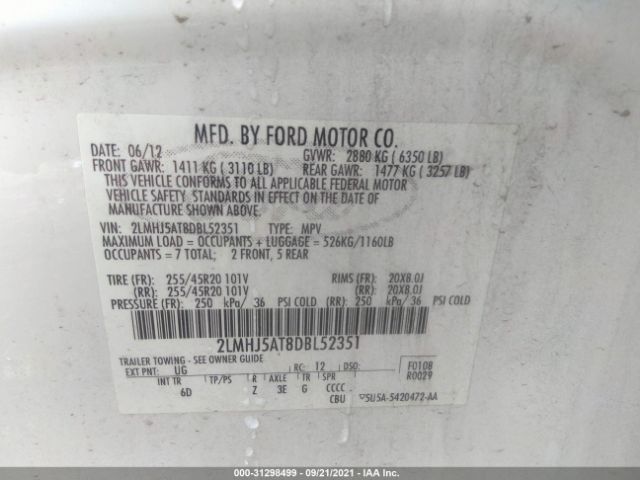 MFD. BY FORD MOTOR CO.
DATE: 06/12 GVWR: 2880 KG ( 6350 LB)
FRONT GAWR: 1411 KG ( 3110 LB) REAR GAWR: 1477 KG ( 3257 LB)
THIS VEHICLE CONFORMS TO ALL APPLICABLE FEDERAL MOTOR
VEHICLE SAFETY STANDARDS IN EFFECT ON THE DATE OF
MANUFACTURE SHOWN ABOVE.
VIN: 2LMHJ5AT8DBL52351 TYPE: MPV
MAXIMUM LOAD = OCCUPANTS + LUGGAGE = 526KG/1160LB
OCCUPANTS = 7 TOTAL; 2 FRONT, 5 REAR
TIRE (FR): 255/45R20 101V RIMS (FR): 20X8.0J
(RR): 255/45R20 101V (RR): 20X8.0J
PRESSURE (FR): 250 kPa/ 36 PSI COLD (RR): 250 kPa/ 36 PSI COLD
2LMHJ5AT8DBL52351
TRAILER TOWING - SEE OWNER GUIDE
EXT PNT: UG RC: 12 DSO: F0108
R0029
INT TR TP/PS R AXLE TR SPR
6D Z 3E G CCCC
CBU 5U5A-5420472-AA
000-31298499 - 09/21/2021 - IAA Inc.